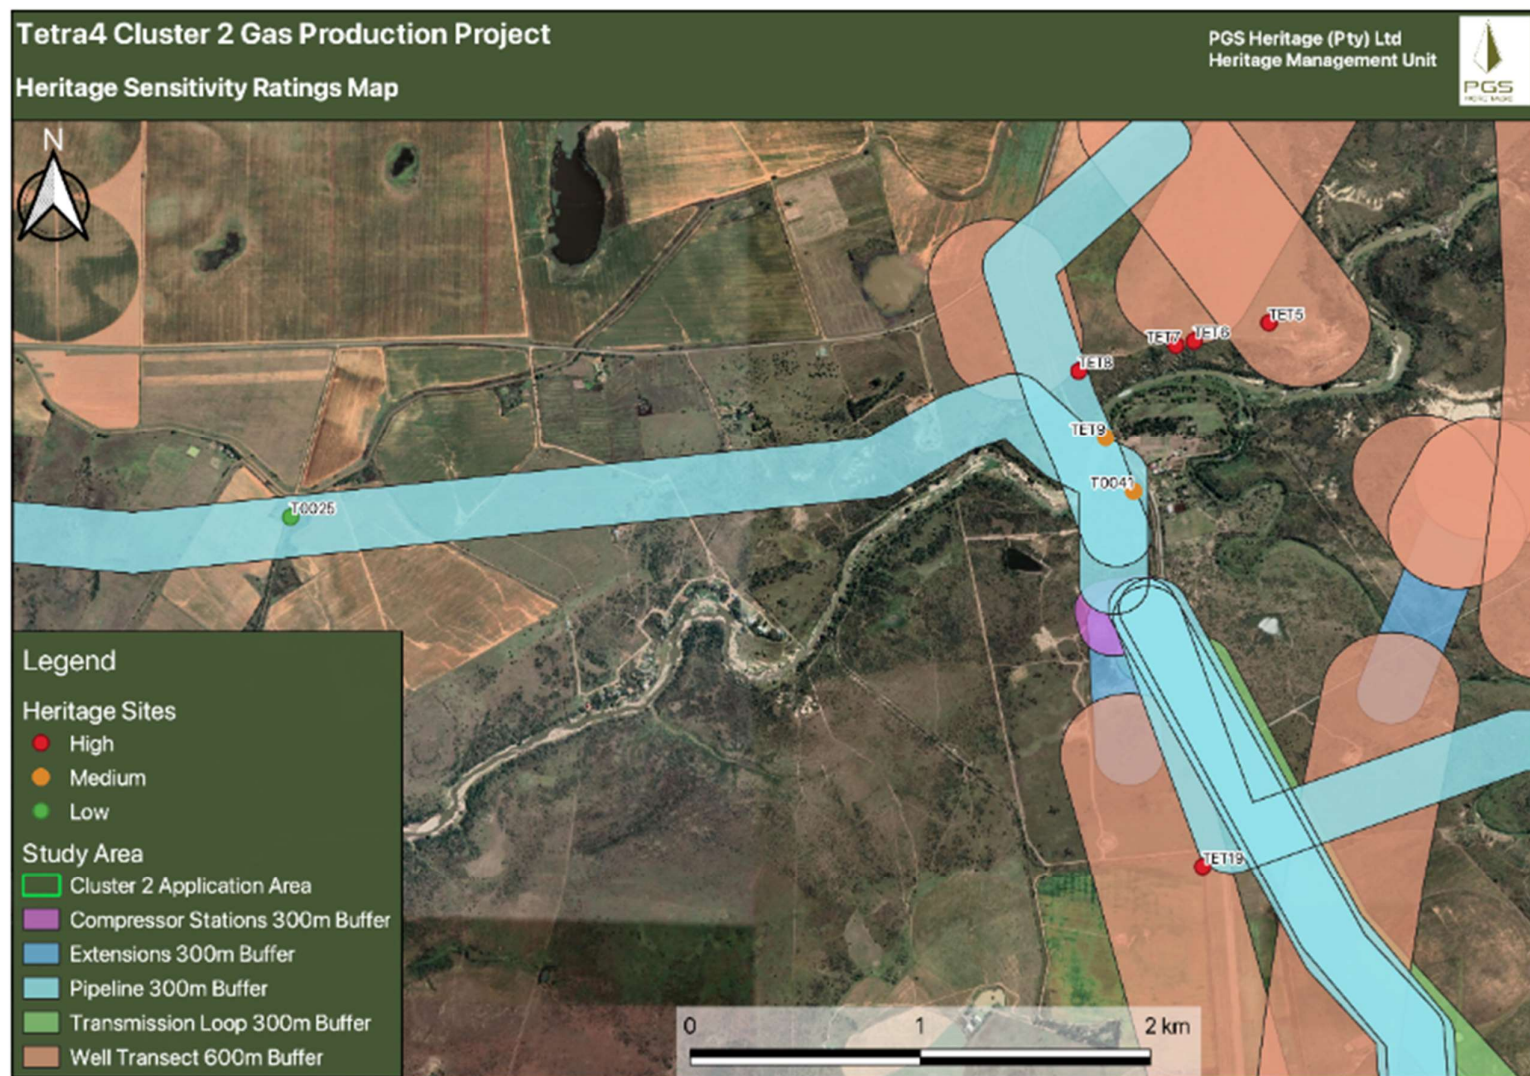 Tetra4 Cluster 2 Gas Production Project
Heritage Sensitivity Ratings Map
PGS Heritage (Pty) Ltd
Heritage Management Unit
PGS
N
TET5
TET6
TET7
TET8
TET9
T0041
T0025
TET19
Legend
Heritage Sites
High
Medium
Low
Study Area
Cluster 2 Application Area
Compressor Stations 300m Buffer
Extensions 300m Buffer
Pipeline 300m Buffer
Transmission Loop 300m Buffer
Well Transect 600m Buffer
0 1 2 km